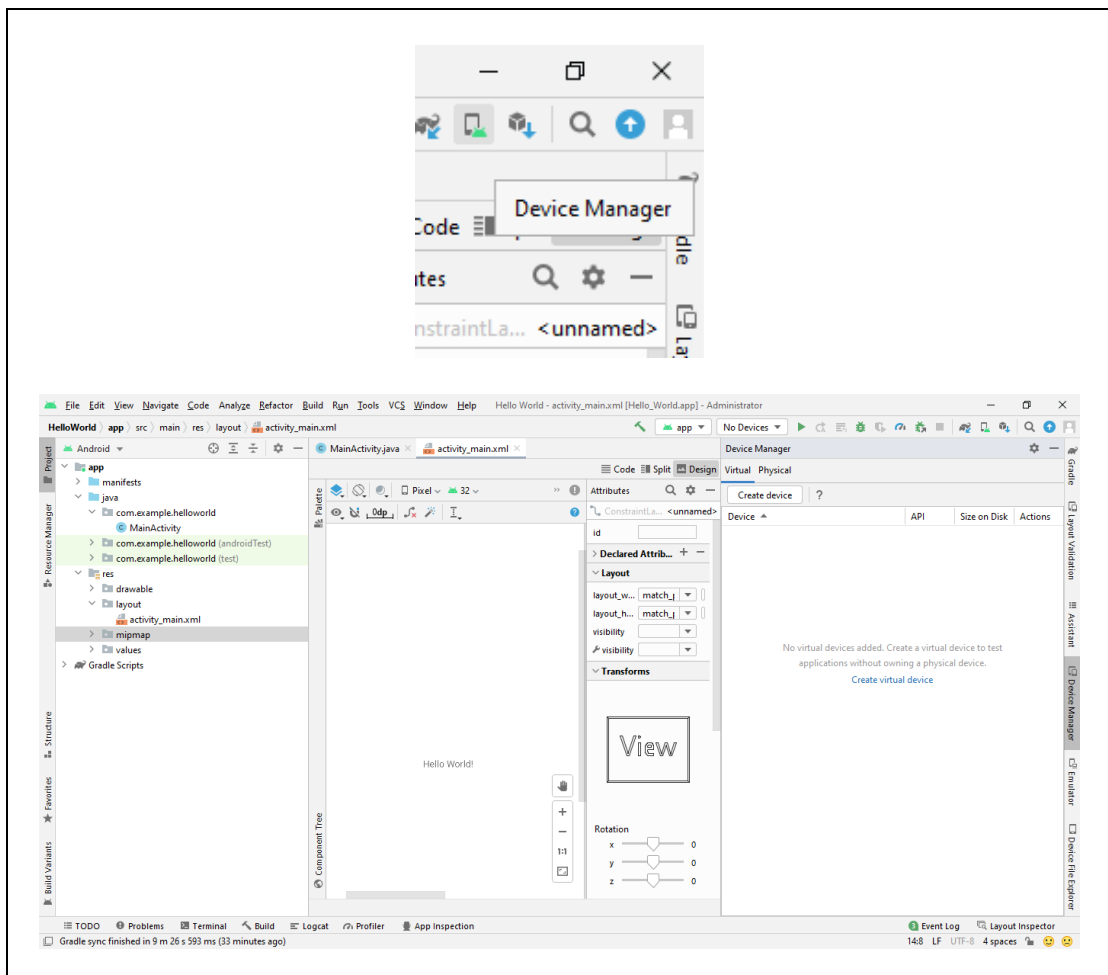 Device Manager
Code
dle
ites
nstraintLa... <unnamed>
La
File Edit View Navigate Code Analyze Refactor Build Run Tools VCS Window Help Hello World - activity_main.xml [Hello_World.app] - Administrator
HelloWorld app src main res layout activity_main.xml app No Devices
Project Android MainActivity.java activity_main.xml Device Manager Gradle
app Code Split Design Virtual Physical
manifests
java Palette Pixel 32 Attributes Create device ?
com.example.helloworld 0dp ConstraintLa... <unnamed> Device API Size on Disk Actions
Resource Manager MainActivity id Layout Validation
com.example.helloworld (androidTest) Declared Attrib... + −
com.example.helloworld (test) Layout
res layout_w... match_
drawable layout_h... match_
layout visibility Assistant
activity_main.xml visibility
mipmap Transforms No virtual devices added. Create a virtual device to test
values applications without owning a physical device.
Gradle Scripts Create virtual device
Device Manager
View
Structure
Hello World! Emulator
Favorites
Rotation
Component Tree 1:1 x 0
Build Variants y 0 Device File Explorer
z 0
TODO Problems Terminal Build Logcat Profiler App Inspection 3 Event Log Layout Inspector
Gradle sync finished in 9 m 26 s 593 ms (33 minutes ago) 14:8 LF UTF-8 4 spaces